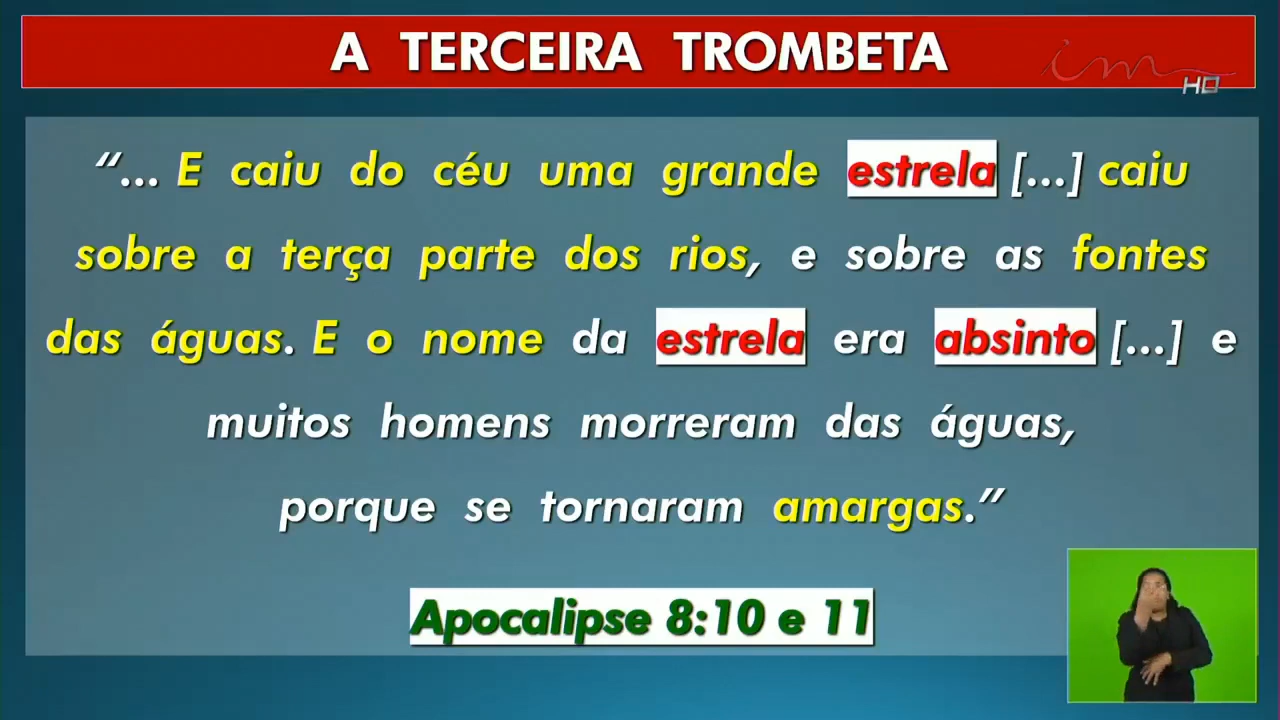 A TERCEIRA TROMBETA
im HD
“... E caiu do céu uma grande estrela [...] caiu
sobre a terça parte dos rios, e sobre as fontes
das águas. E o nome da estrela era absinto [...] e
muitos homens morreram das águas,
porque se tornaram amargas.”
Apocalipse 8:10 e 11